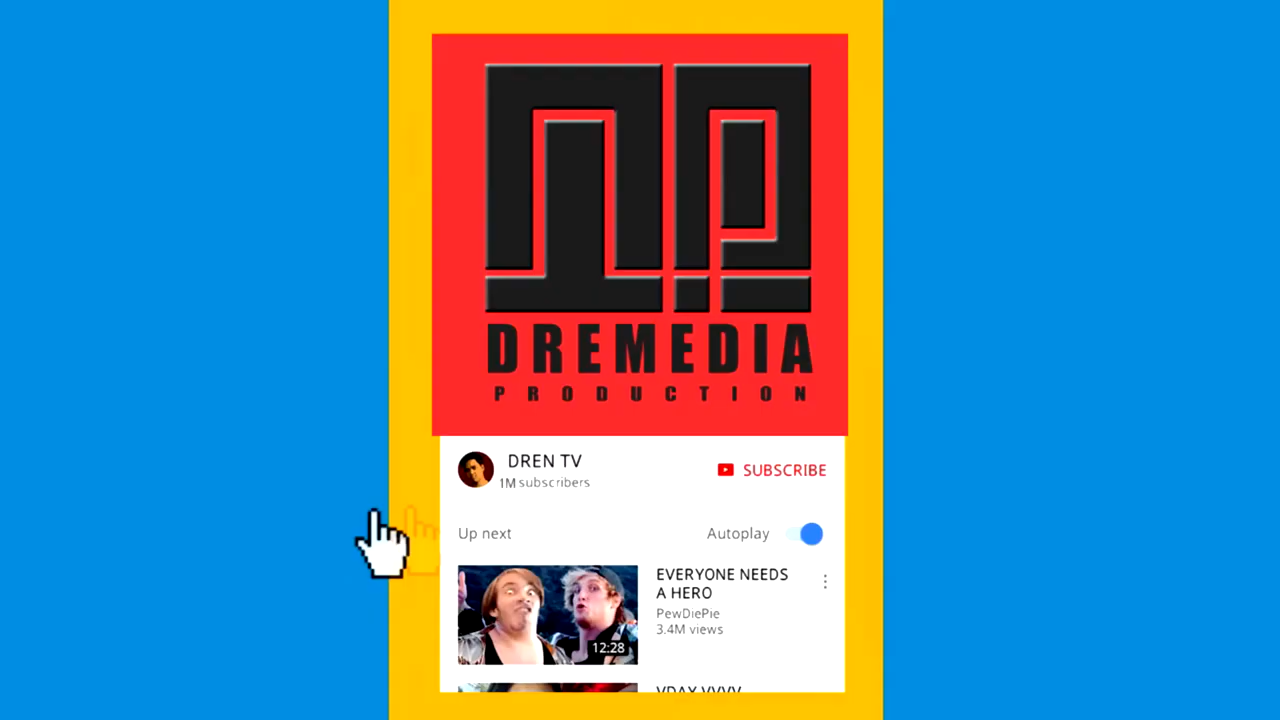 DREMEDIA
PRODUCTION
DREN TV
1M subscribers
SUBSCRIBE
Up next
Autoplay
EVERYONE NEEDS
A HERO
PewDiePie
3.4M views
12:28